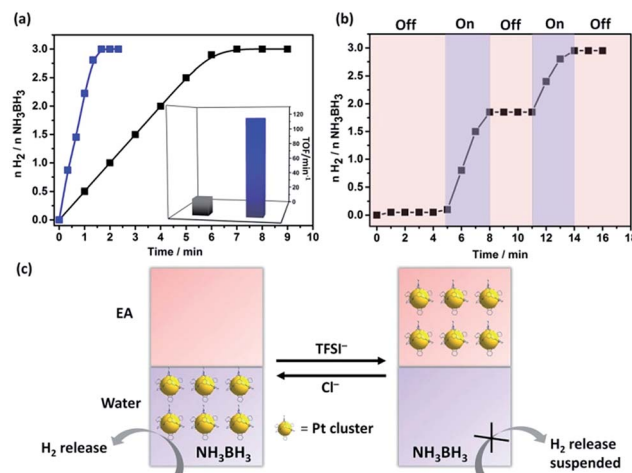 (a)
3.0
2.5
2.0
1.5
1.0
0.5
0.0
n H2 / n NH3BH3
0 1 2 3 4 5 6 7 8 9 10
Time / min
120
100
80
60
40
20
0
TOF/min⁻¹
(b)
Off On Off On Off
3.0
2.5
2.0
1.5
1.0
0.5
0.0
n H2 / n NH3BH3
0 2 4 6 8 10 12 14 16 18
Time / min
(c)
EA
Water
H2 release
NH3BH3
TFSI⁻
Cl⁻
= Pt cluster
NH3BH3
H2 release
suspended